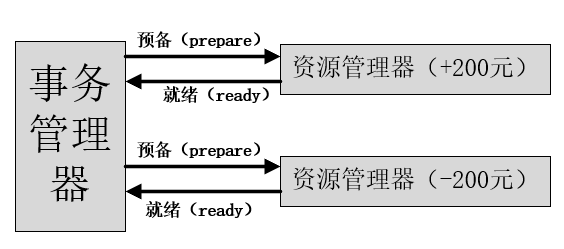 事务
管理
器
预备（prepare）
资源管理器（+200元）
就绪（ready）
预备（prepare）
资源管理器（-200元）
就绪（ready）